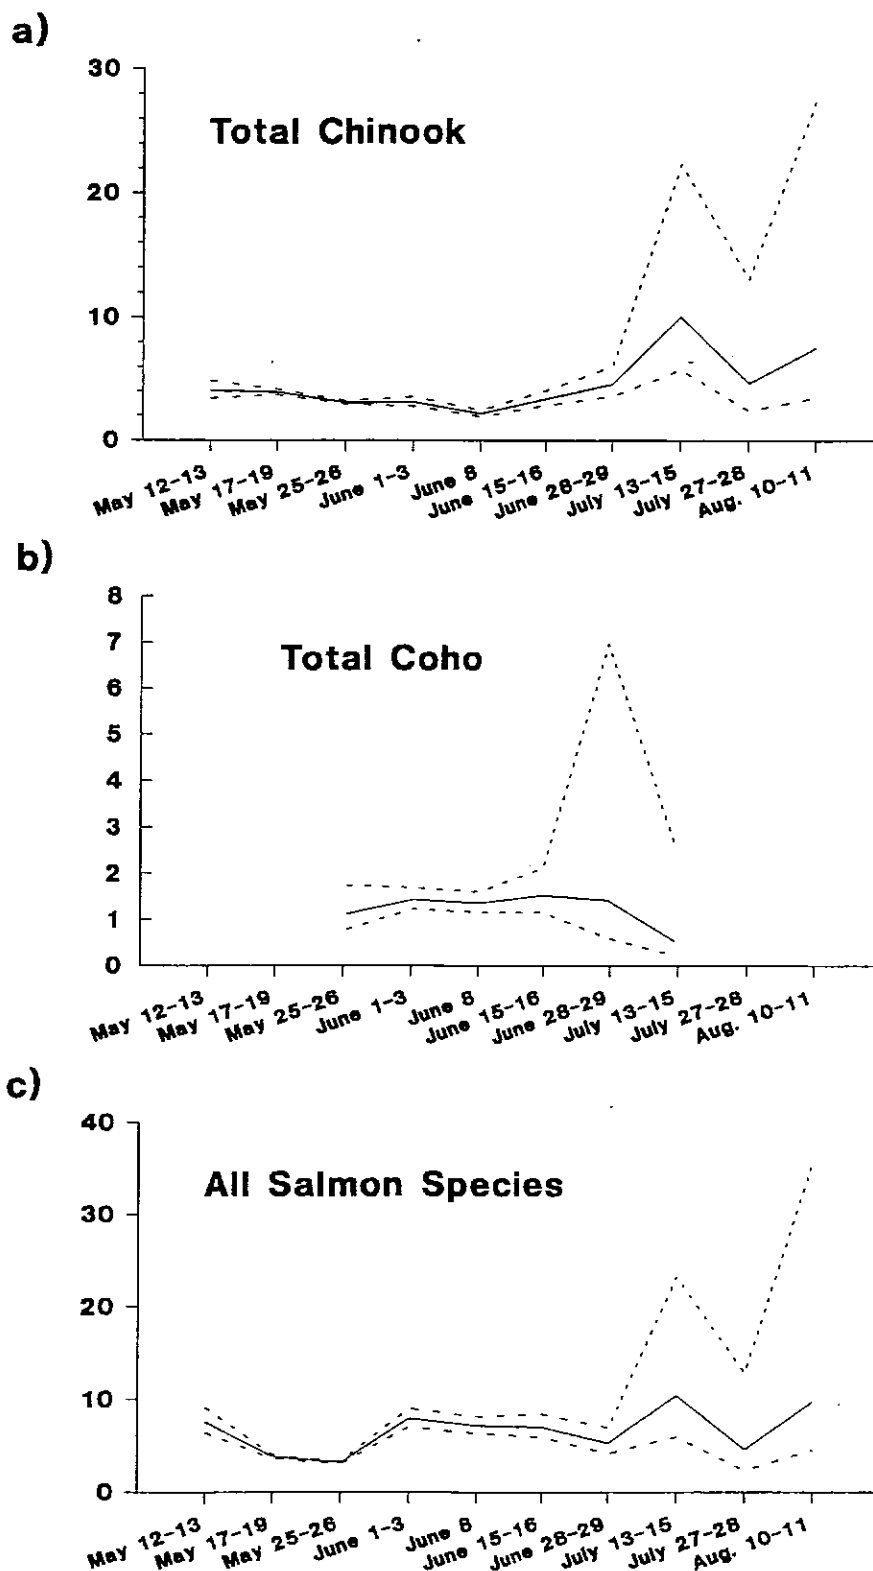 a)
30
Total Chinook
20
10
0
May 12-13
May 17-19
May 25-26
June 1-3
June 8
June 15-16
June 28-29
July 13-15
July 27-28
Aug. 10-11
b)
8
7
Total Coho
6
5
4
3
2
1
0
May 12-13
May 17-19
May 25-26
June 1-3
June 8
June 15-16
June 28-29
July 13-15
July 27-28
Aug. 10-11
c)
40
All Salmon Species
30
20
10
0
May 12-13
May 17-19
May 25-26
June 1-3
June 8
June 15-16
June 28-29
July 13-15
July 27-28
Aug. 10-11